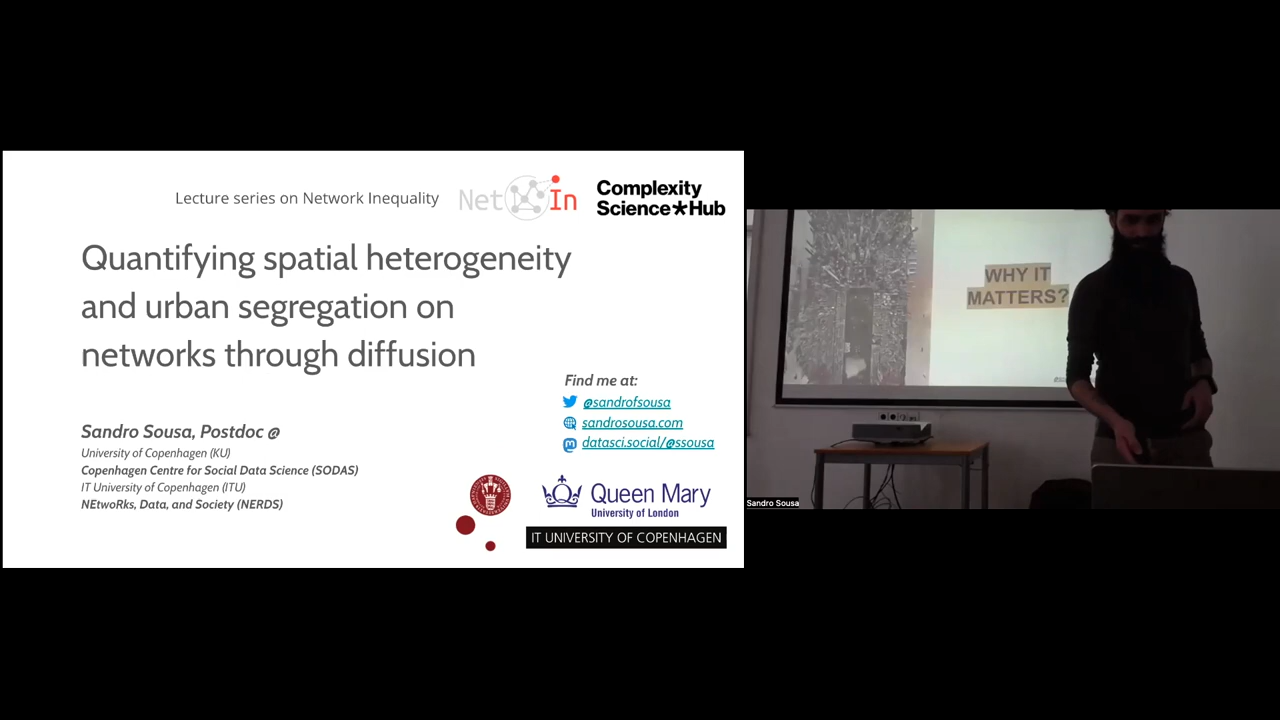 Lecture series on Network Inequality
Net In
Complexity
Science Hub
Quantifying spatial heterogeneity
and urban segregation on
networks through diffusion
Find me at:
@sandrofsousa
sandrosousa.com
datasci.social/@ssousa
Sandro Sousa, Postdoc @
University of Copenhagen (KU)
Copenhagen Centre for Social Data Science (SODAS)
IT University of Copenhagen (ITU)
NEtwoRks, Data, and Society (NERDS)
Queen Mary
University of London
IT UNIVERSITY OF COPENHAGEN
WHY IT
MATTERS?
Sandro Sousa